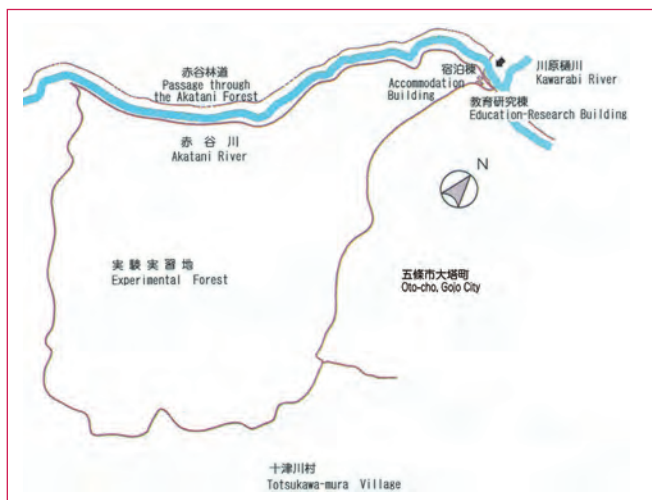 赤谷林道
Passage through
the Akatani Forest
宿泊棟
Accommodation
Building
川原樋川
Kawarabi River
教育研究棟
Education-Research Building
赤 谷 川
Akatani River
N
実 験 実 習 地
Experimental Forest
五條市大塔町
Oto-cho, Gojo City
十津川村
Totsukawa-mura Village